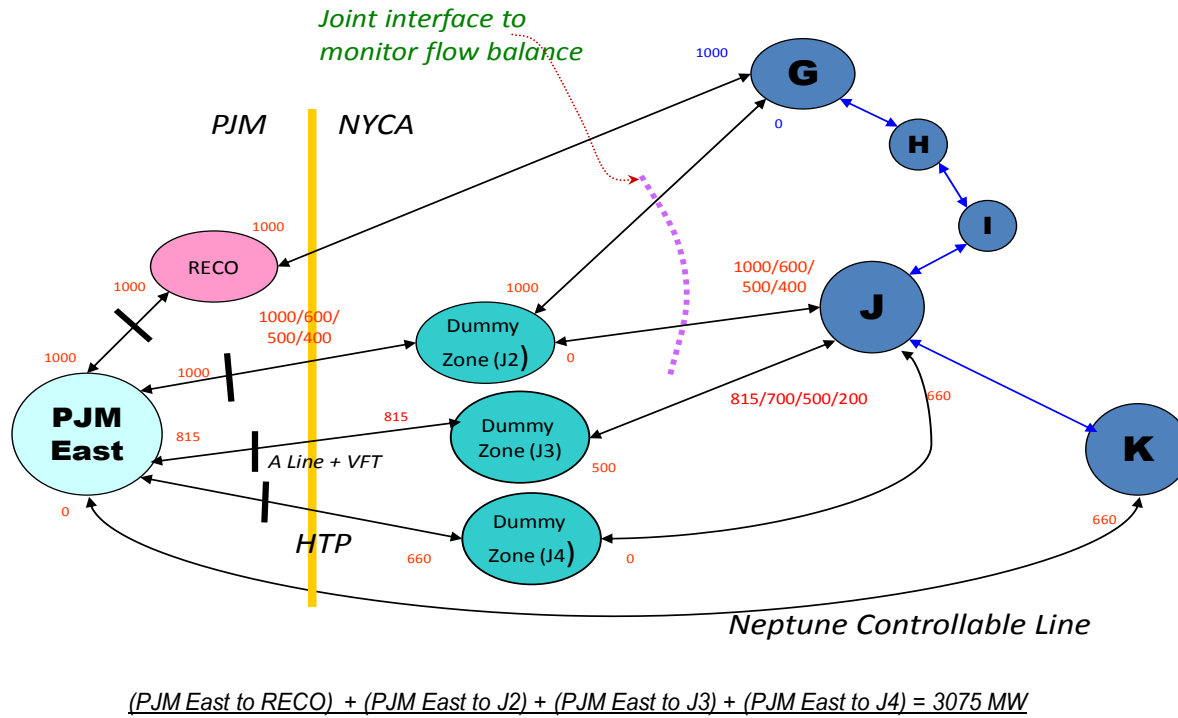 Joint interface to
monitor flow balance
1000
G
0
PJM
NYCA
H
1000
I
RECO
1000
1000/600/
500/400
1000
1000
1000/600/
500/400
J
Dummy
Zone (J2)
0
1000
1000
815/700/500/200
660
PJM
East
815
815
Dummy
Zone (J3)
500
A Line + VFT
K
0
HTP
660
Dummy
Zone (J4)
0
660
Neptune Controllable Line
(PJM East to RECO) + (PJM East to J2) + (PJM East to J3) + (PJM East to J4) = 3075 MW